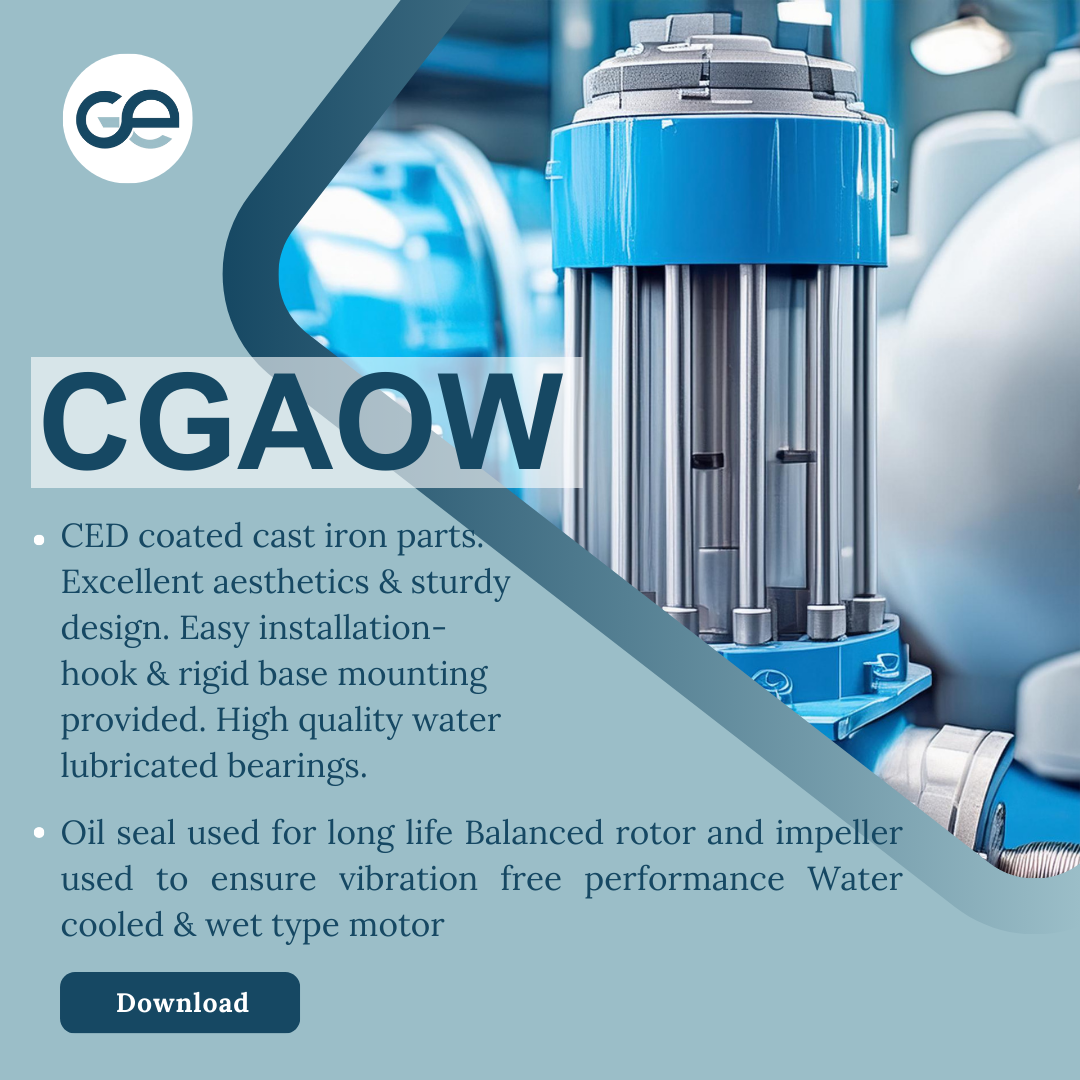 Ge
CGAOW
CED coated cast iron parts.
Excellent aesthetics & sturdy
design. Easy installation-
hook & rigid base mounting
provided. High quality water
lubricated bearings.
Oil seal used for long life Balanced rotor and impeller
used to ensure vibration free performance Water
cooled & wet type motor
Download